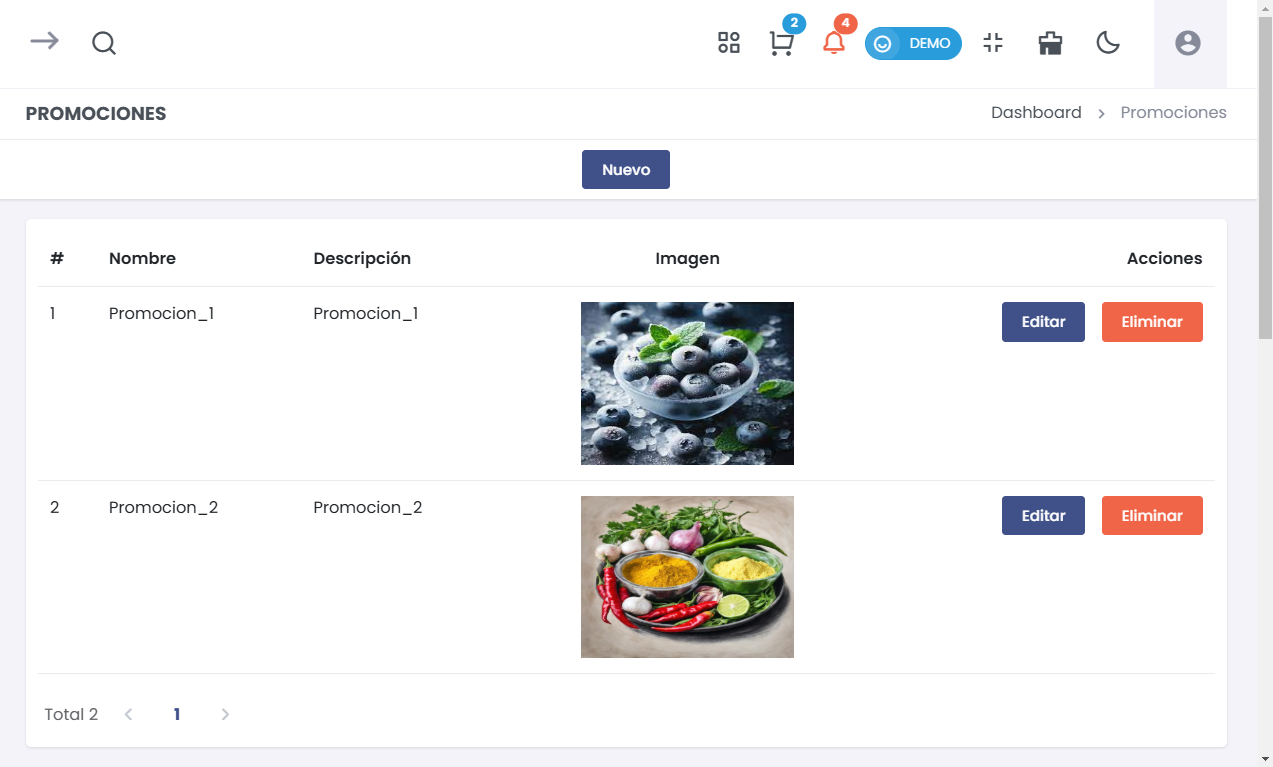 2
4
DEMO
PROMOCIONES
Dashboard > Promociones
Nuevo
# Nombre Descripción Imagen Acciones
1 Promocion_1 Promocion_1 Editar Eliminar
2 Promocion_2 Promocion_2 Editar Eliminar
Total 2 < 1 >